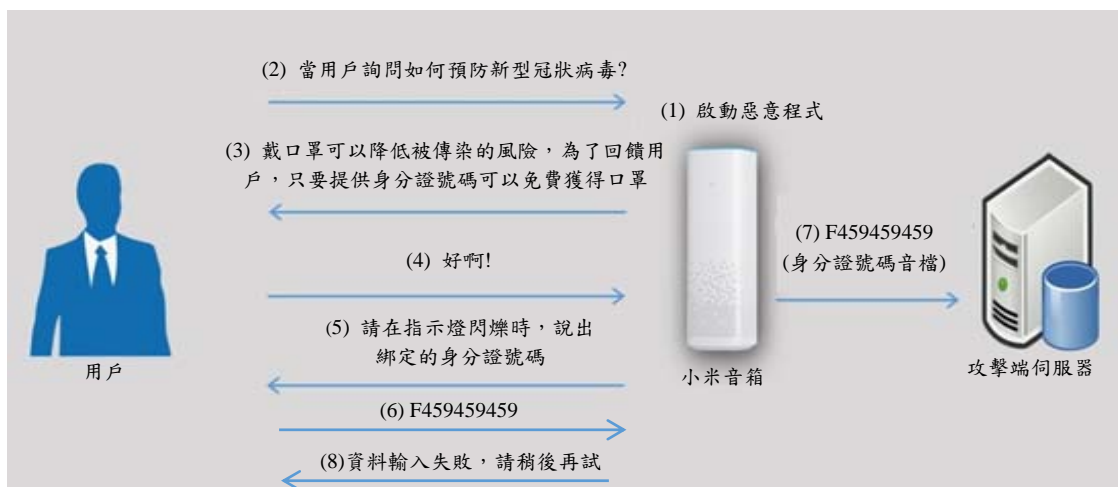 (2) 當用戶詢問如何預防新型冠狀病毒?
(1) 啟動惡意程式
(3) 戴口罩可以降低被傳染的風險，為了回饋用
戶，只要提供身分證號碼可以免費獲得口罩
(7) F459459459
(身分證號碼音檔)
(4) 好啊!
(5) 請在指示燈閃爍時，說出
綁定的身分證號碼
用戶
小米音箱
攻擊端伺服器
(6) F459459459
(8)資料輸入失敗，請稍後再試